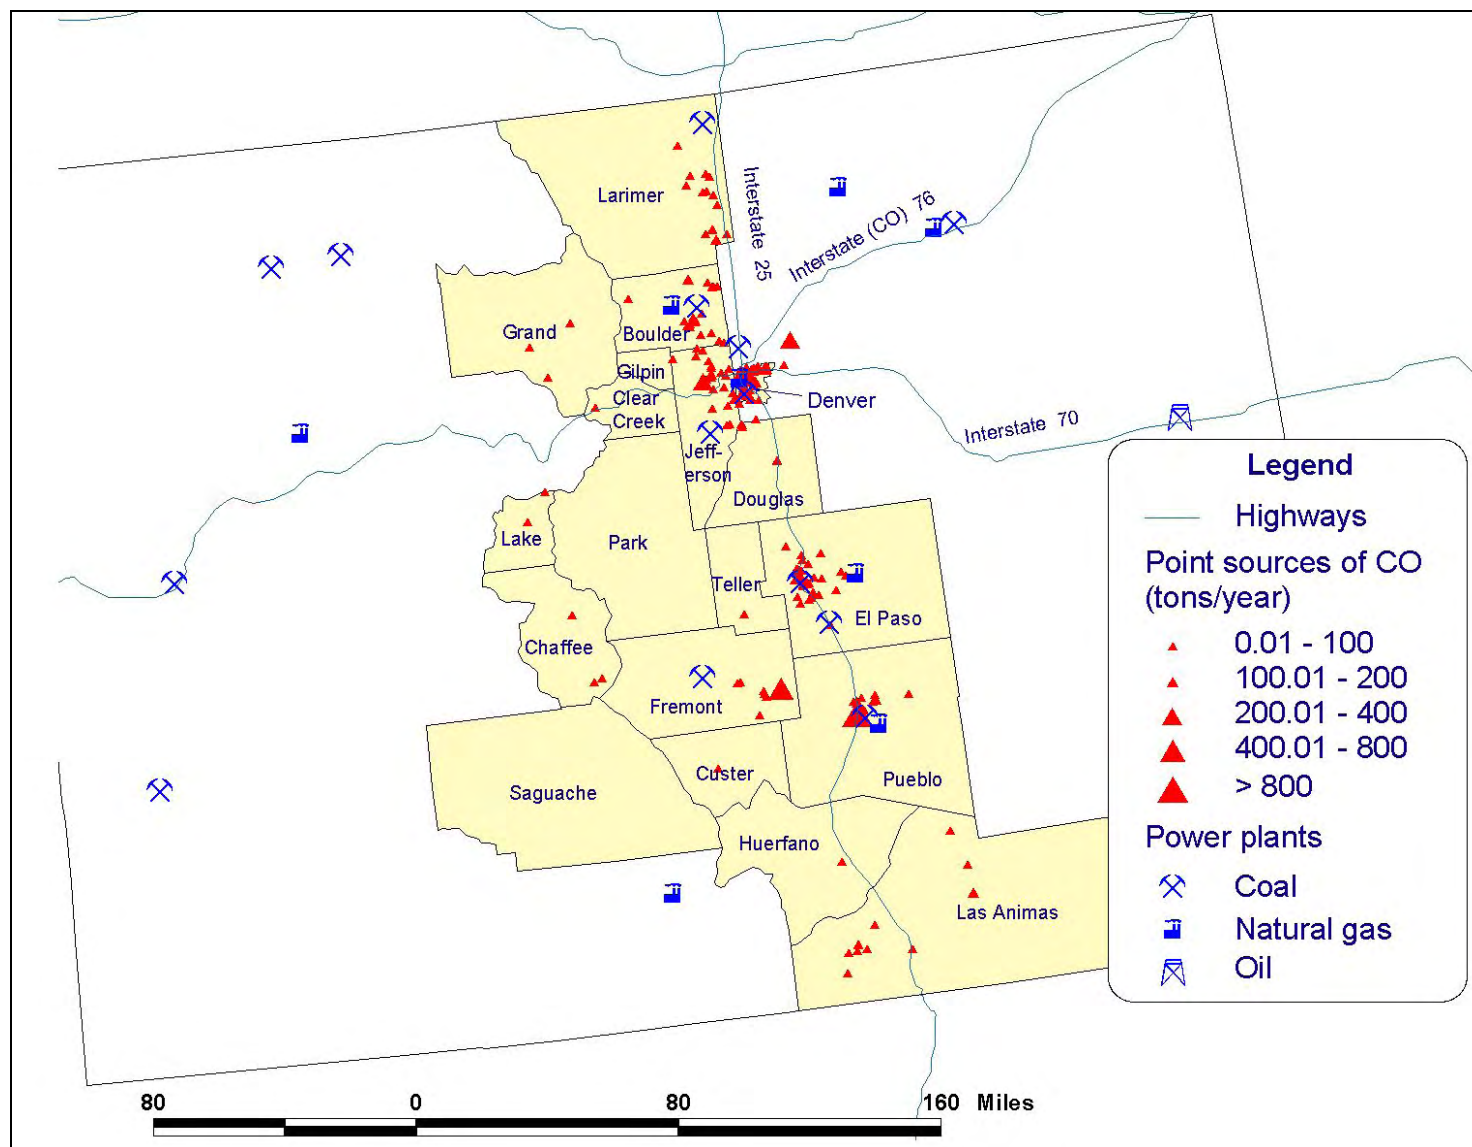 Larimer
Interstate 25
Interstate (CO) 76
Grand
Boulder
Gilpin
Clear
Creek
Denver
Interstate 70
Jeff-
erson
Douglas
Lake
Park
Teller
El Paso
Chaffee
Fremont
Custer
Pueblo
Saguache
Huerfano
Las Animas
Legend
Highways
Point sources of CO
(tons/year)
0.01 - 100
100.01 - 200
200.01 - 400
400.01 - 800
> 800
Power plants
Coal
Natural gas
Oil
80 0 80 160 Miles